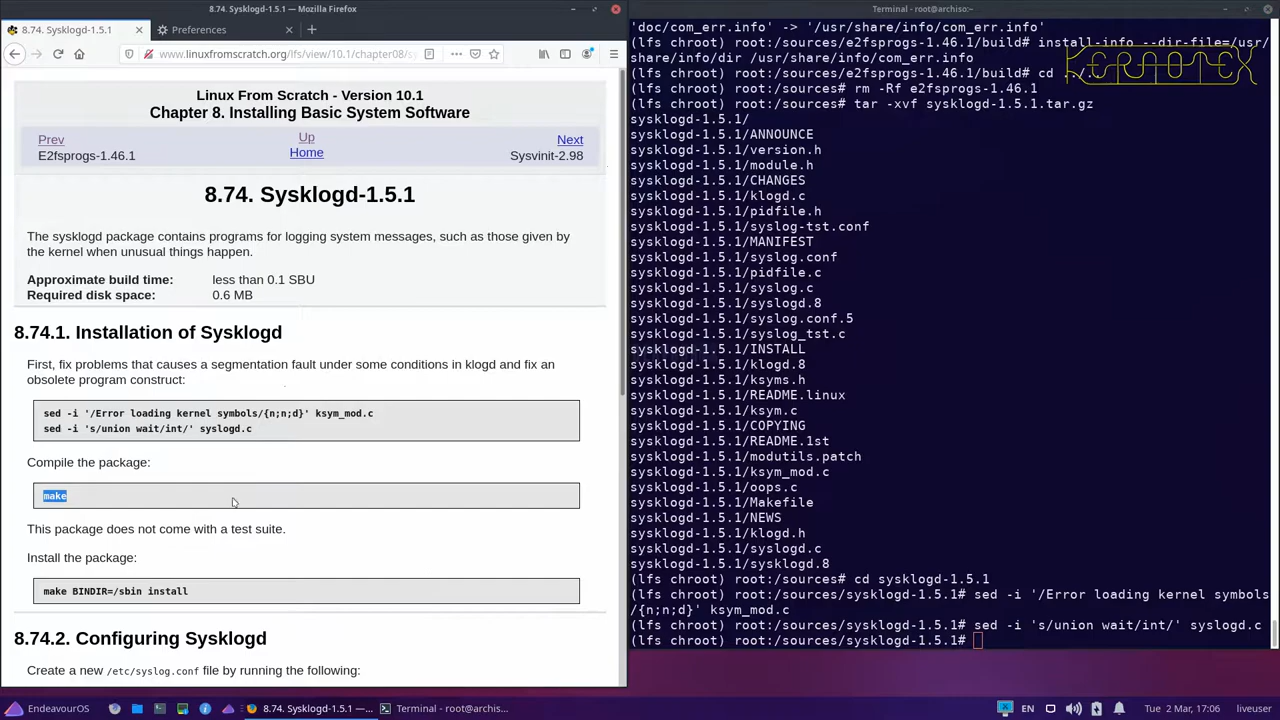 8.74. Sysklogd-1.5.1 — Mozilla Firefox
8.74. Sysklogd-1.5.1
Preferences
www.linuxfromscratch.org/lfs/view/10.1/chapter08/sy
Linux From Scratch - Version 10.1
Chapter 8. Installing Basic System Software
Prev
Up
Next
E2fsprogs-1.46.1
Home
Sysvinit-2.98
8.74. Sysklogd-1.5.1
The sysklogd package contains programs for logging system messages, such as those given by
the kernel when unusual things happen.
Approximate build time: less than 0.1 SBU
Required disk space: 0.6 MB
8.74.1. Installation of Sysklogd
First, fix problems that causes a segmentation fault under some conditions in klogd and fix an
obsolete program construct:
sed -i '/Error loading kernel symbols/{n;n;d}' ksym_mod.c
sed -i 's/union wait/int/' syslogd.c
Compile the package:
make
This package does not come with a test suite.
Install the package:
make BINDIR=/sbin install
8.74.2. Configuring Sysklogd
Create a new /etc/syslog.conf file by running the following:
Terminal - root@archiso:~
'doc/com_err.info' -> '/usr/share/info/com_err.info'
(lfs chroot) root:/sources/e2fsprogs-1.46.1/build# install-info --dir-file=/usr/
share/info/dir /usr/share/info/com_err.info
(lfs chroot) root:/sources/e2fsprogs-1.46.1/build# cd ../..
KERNOTEX
(lfs chroot) root:/sources# rm -Rf e2fsprogs-1.46.1
(lfs chroot) root:/sources# tar -xvf sysklogd-1.5.1.tar.gz
sysklogd-1.5.1/
sysklogd-1.5.1/ANNOUNCE
sysklogd-1.5.1/version.h
sysklogd-1.5.1/module.h
sysklogd-1.5.1/CHANGES
sysklogd-1.5.1/klogd.c
sysklogd-1.5.1/pidfile.h
sysklogd-1.5.1/syslog-tst.conf
sysklogd-1.5.1/MANIFEST
sysklogd-1.5.1/syslog.conf
sysklogd-1.5.1/pidfile.c
sysklogd-1.5.1/syslog.c
sysklogd-1.5.1/syslogd.8
sysklogd-1.5.1/syslog.conf.5
sysklogd-1.5.1/syslog_tst.c
sysklogd-1.5.1/INSTALL
sysklogd-1.5.1/klogd.8
sysklogd-1.5.1/ksyms.h
sysklogd-1.5.1/README.linux
sysklogd-1.5.1/ksym.c
sysklogd-1.5.1/COPYING
sysklogd-1.5.1/README.1st
sysklogd-1.5.1/modutils.patch
sysklogd-1.5.1/ksym_mod.c
sysklogd-1.5.1/oops.c
sysklogd-1.5.1/Makefile
sysklogd-1.5.1/NEWS
sysklogd-1.5.1/klogd.h
sysklogd-1.5.1/syslogd.c
sysklogd-1.5.1/sysklogd.8
(lfs chroot) root:/sources# cd sysklogd-1.5.1
(lfs chroot) root:/sources/sysklogd-1.5.1# sed -i '/Error loading kernel symbols
/{n;n;d}' ksym_mod.c
(lfs chroot) root:/sources/sysklogd-1.5.1# sed -i 's/union wait/int/' syslogd.c
(lfs chroot) root:/sources/sysklogd-1.5.1#
EndeavourOS
8.74. Sysklogd-1.5.1 —...
Terminal - root@archis...
EN
Tue 2 Mar, 17:06
liveuser